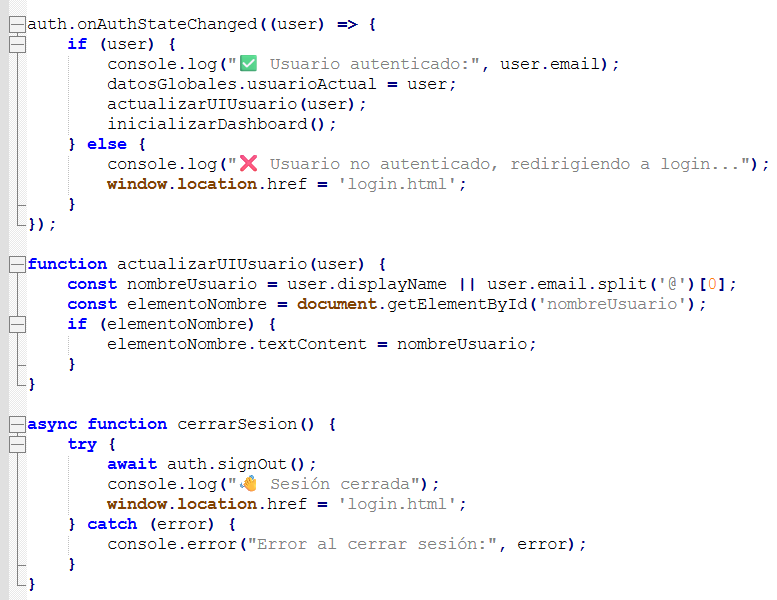 auth.onAuthStateChanged((user) => {
    if (user) {
        console.log("✅ Usuario autenticado:", user.email);
        datosGlobales.usuarioActual = user;
        actualizarUIUsuario(user);
        inicializarDashboard();
    } else {
        console.log("❌ Usuario no autenticado, redirigiendo a login...");
        window.location.href = 'login.html';
    }
});

function actualizarUIUsuario(user) {
    const nombreUsuario = user.displayName || user.email.split('@')[0];
    const elementoNombre = document.getElementById('nombreUsuario');
    if (elementoNombre) {
        elementoNombre.textContent = nombreUsuario;
    }
}

async function cerrarSesion() {
    try {
        await auth.signOut();
        console.log("👋 Sesión cerrada");
        window.location.href = 'login.html';
    } catch (error) {
        console.error("Error al cerrar sesión:", error);
    }
}